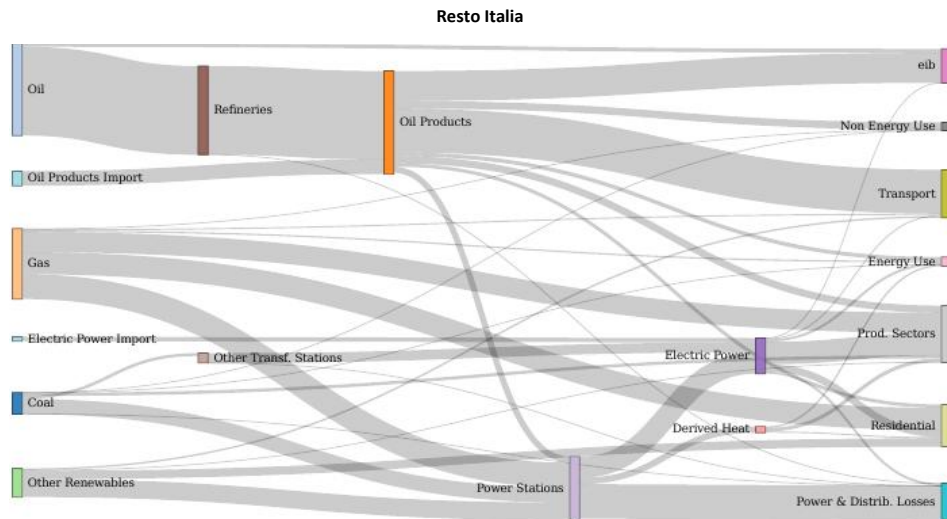 Resto Italia
Oil
Refineries
Oil Products
eib
Non Energy Use
Oil Products Import
Transport
Gas
Energy Use
Electric Power Import
Other Transf. Stations
Electric Power
Prod. Sectors
Coal
Derived Heat
Residential
Other Renewables
Power Stations
Power & Distrib. Losses